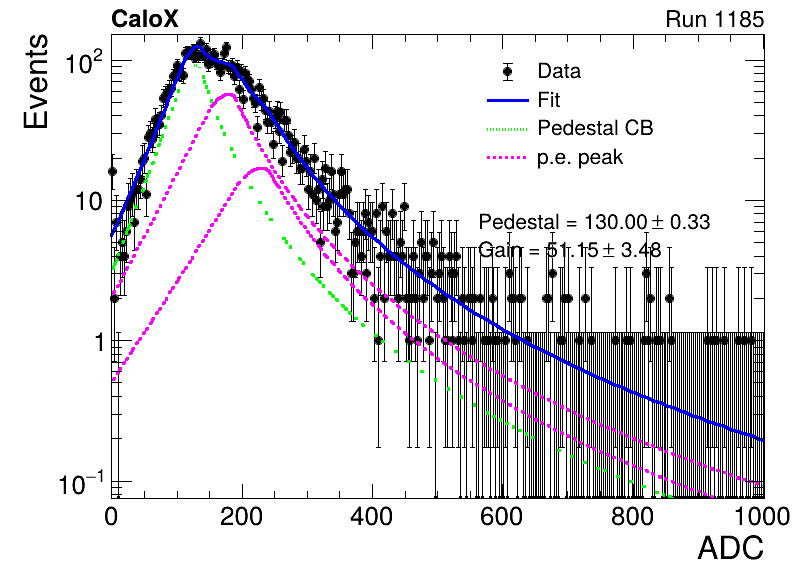 CaloX Run 1185
Events
Data
Fit
Pedestal CB
p.e. peak
Pedestal = 130.00 ± 0.33
Gain = 51.15 ± 3.48
10²
10
1
10⁻¹
0 200 400 600 800 1000
ADC